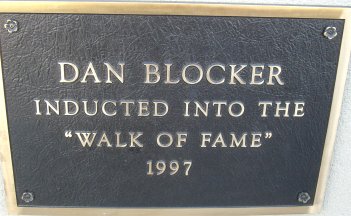 DAN BLOCKER
INDUCTED INTO THE
“WALK OF FAME”
1997